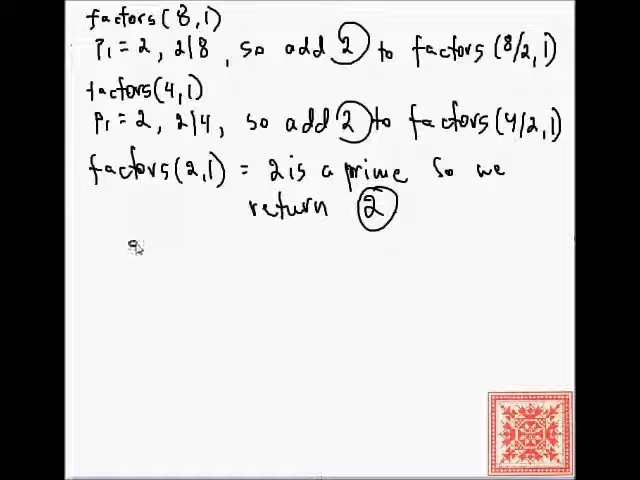 factors(8,1)
P₁ = 2, 2|8, so add 2 to factors (8/2,1)
factors(4,1)
P₁ = 2, 2|4, so add 2 to factors(4/2,1)
factors(2,1) = 2 is a prime so we
return 2